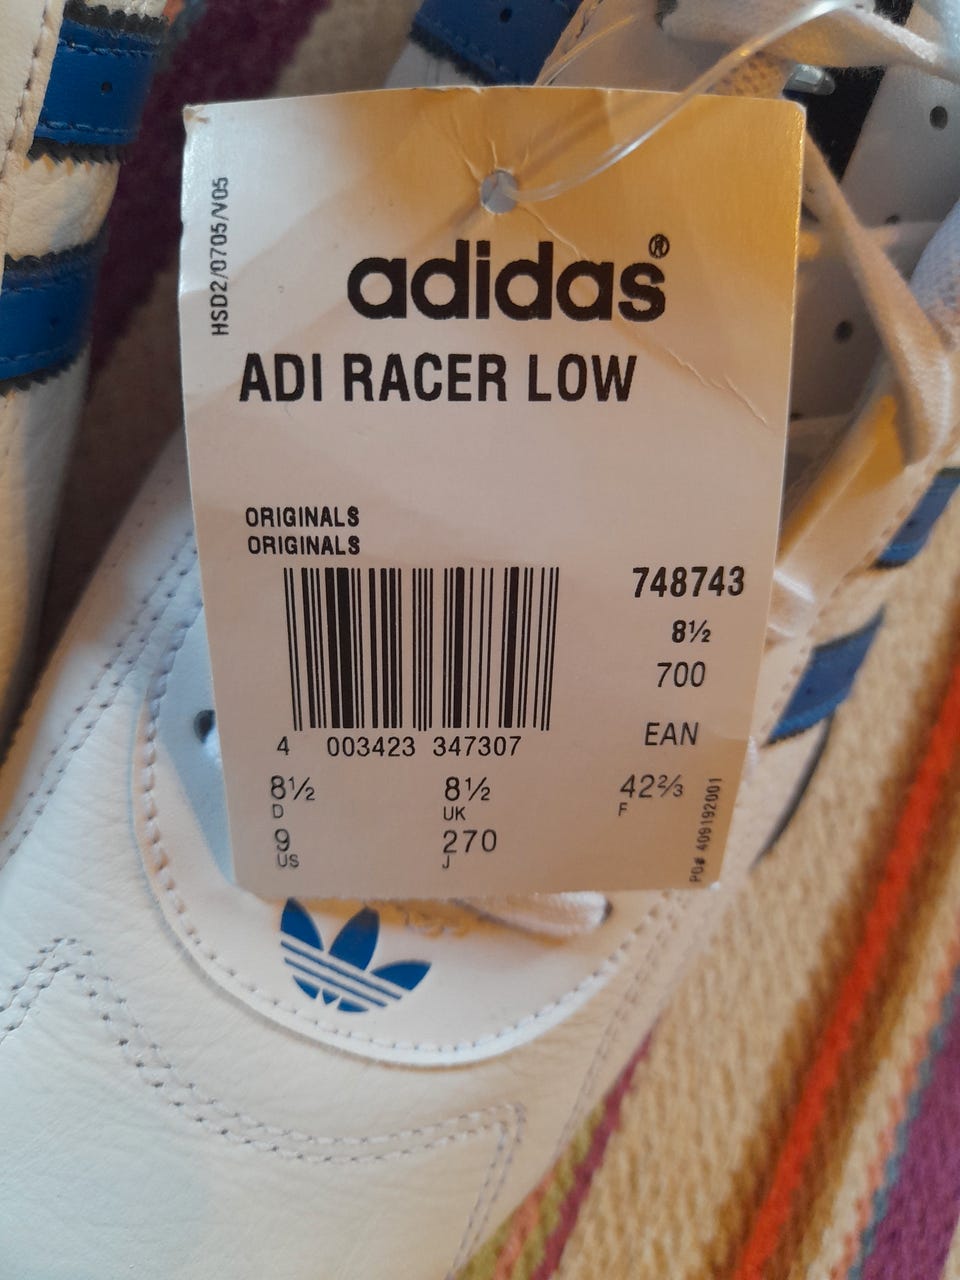 HSD2/0705/V05
adidas®
ADI RACER LOW
ORIGINALS
ORIGINALS
748743
8½
700
EAN
4 003423 347307
8½ 8½ 42⅔
D UK F
9 270
US J
PO# 409192001